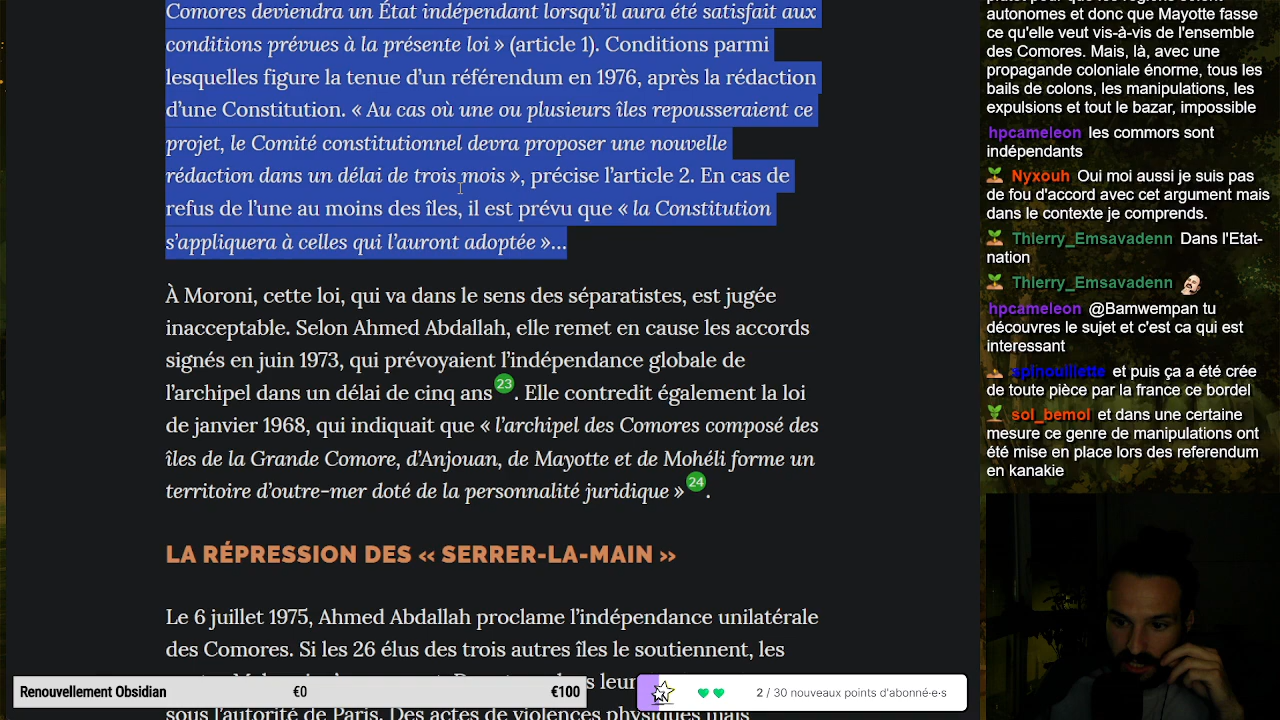 Comores deviendra un État indépendant lorsqu’il aura été satisfait aux
conditions prévues à la présente loi » (article 1). Conditions parmi
lesquelles figure la tenue d’un référendum en 1976, après la rédaction
d’une Constitution. « Au cas où une ou plusieurs îles repousseraient ce
projet, le Comité constitutionnel devra proposer une nouvelle
rédaction dans un délai de trois mois », précise l’article 2. En cas de
refus de l’une au moins des îles, il est prévu que « la Constitution
s’appliquera à celles qui l’auront adoptée »…
À Moroni, cette loi, qui va dans le sens des séparatistes, est jugée
inacceptable. Selon Ahmed Abdallah, elle remet en cause les accords
signés en juin 1973, qui prévoyaient l’indépendance globale de
l’archipel dans un délai de cinq ans 23. Elle contredit également la loi
de janvier 1968, qui indiquait que « l’archipel des Comores composé des
îles de la Grande Comore, d’Anjouan, de Mayotte et de Mohéli forme un
territoire d’outre-mer doté de la personnalité juridique » 24.
LA RÉPRESSION DES « SERRER-LA-MAIN »
Le 6 juillet 1975, Ahmed Abdallah proclame l’indépendance unilatérale
des Comores. Si les 26 élus des trois autres îles le soutiennent, les
leur
sous l’autorité de Paris. Des actes de violences physiques mais
Renouvellement Obsidian €0 €100
2 / 30 nouveaux points d'abonné·e·s
autonomes et donc que Mayotte fasse
ce qu'elle veut vis-à-vis de l'ensemble
des Comores. Mais, là, avec une
propagande coloniale énorme, tous les
bails de colons, les manipulations, les
expulsions et tout le bazar, impossible
hpcameleon les commors sont
indépendants
Nyxouh Oui moi aussi je suis pas
de fou d'accord avec cet argument mais
dans le contexte je comprends.
Thierry_Emsavadenn Dans l'Etat-
nation
Thierry_Emsavadenn
hpcameleon @Bamwempan tu
découvres le sujet et c'est ca qui est
interessant
spinouillette et puis ça a été crée
de toute pièce par la france ce bordel
sol_bemol et dans une certaine
mesure ce genre de manipulations ont
été mise en place lors des referendum
en kanakie